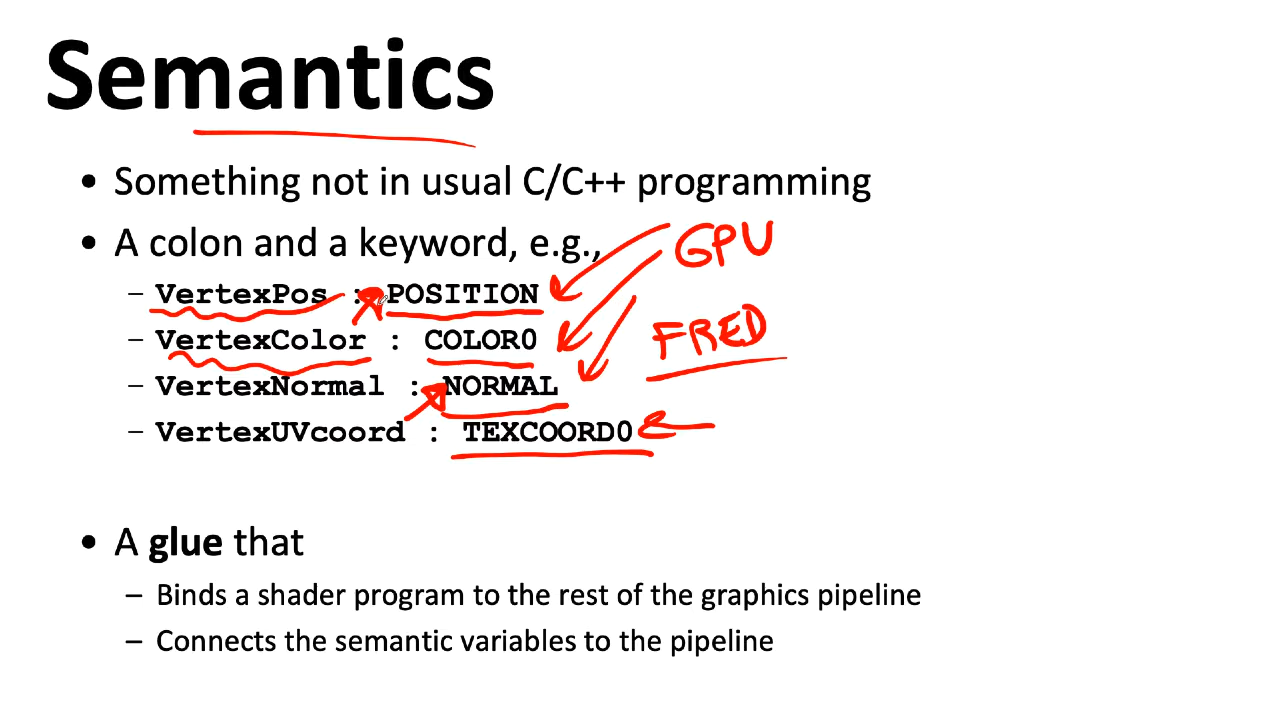 Semantics
• Something not in usual C/C++ programming
• A colon and a keyword, e.g.,
GPU
– VertexPos : POSITION
– VertexColor : COLOR0
FRED
– VertexNormal : NORMAL
– VertexUVcoord : TEXCOORD0
• A glue that
– Binds a shader program to the rest of the graphics pipeline
– Connects the semantic variables to the pipeline